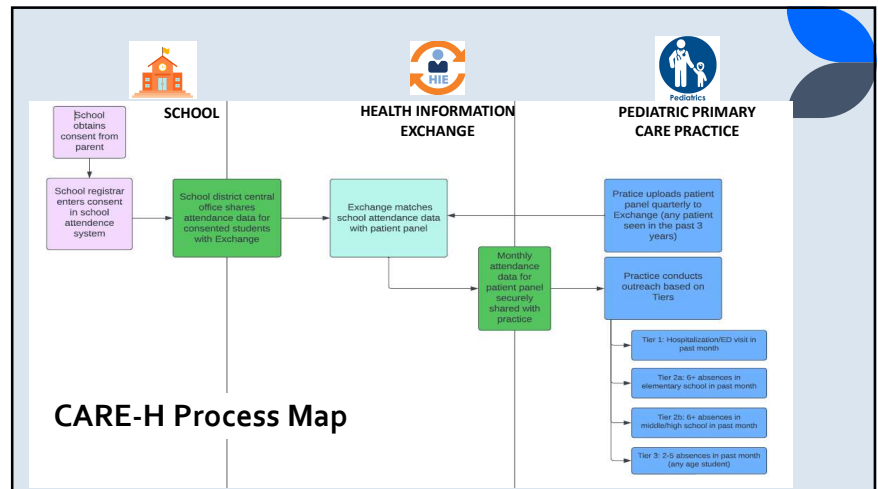 HIE
Pediatrics
SCHOOL
HEALTH INFORMATION
EXCHANGE
PEDIATRIC PRIMARY
CARE PRACTICE
School
obtains
consent from
parent
School registrar
enters consent
in school
attendence
system
School district central
office shares
attendance data for
consented students
with Exchange
Exchange matches
school attendance data
with patient panel
Pratice uploads patient
panel quarterly to
Exchange (any patient
seen in the past 3
years)
Monthly
attendance
data for
patient panel
securely
shared with
practice
Practice conducts
outreach based on
Tiers
Tier 1: Hospitalization/ED visit in
past month
Tier 2a: 6+ absences in
elementary school in past month
Tier 2b: 6+ absences in
middle/high school in past month
Tier 3: 2-5 absences in past month
(any age student)
CARE-H Process Map